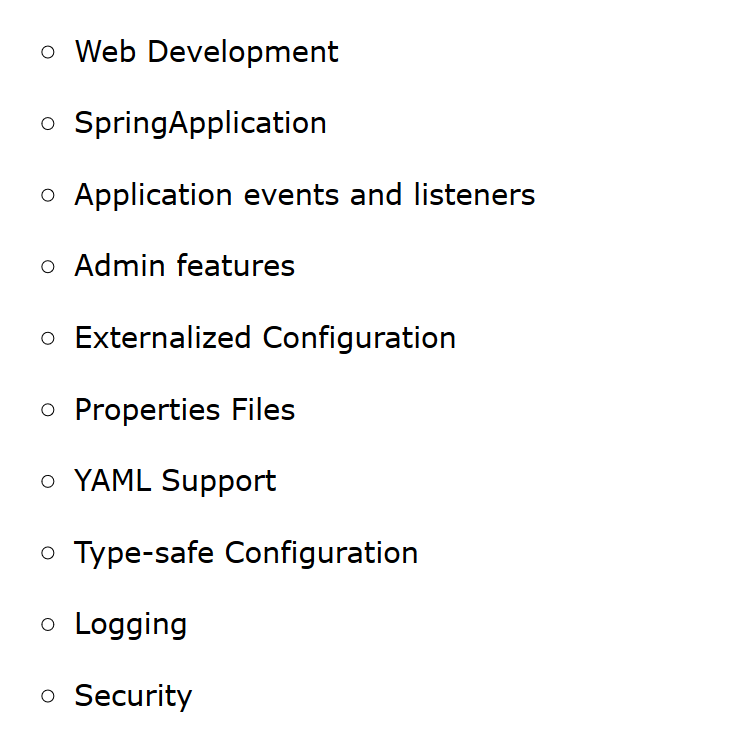 Web Development
SpringApplication
Application events and listeners
Admin features
Externalized Configuration
Properties Files
YAML Support
Type-safe Configuration
Logging
Security